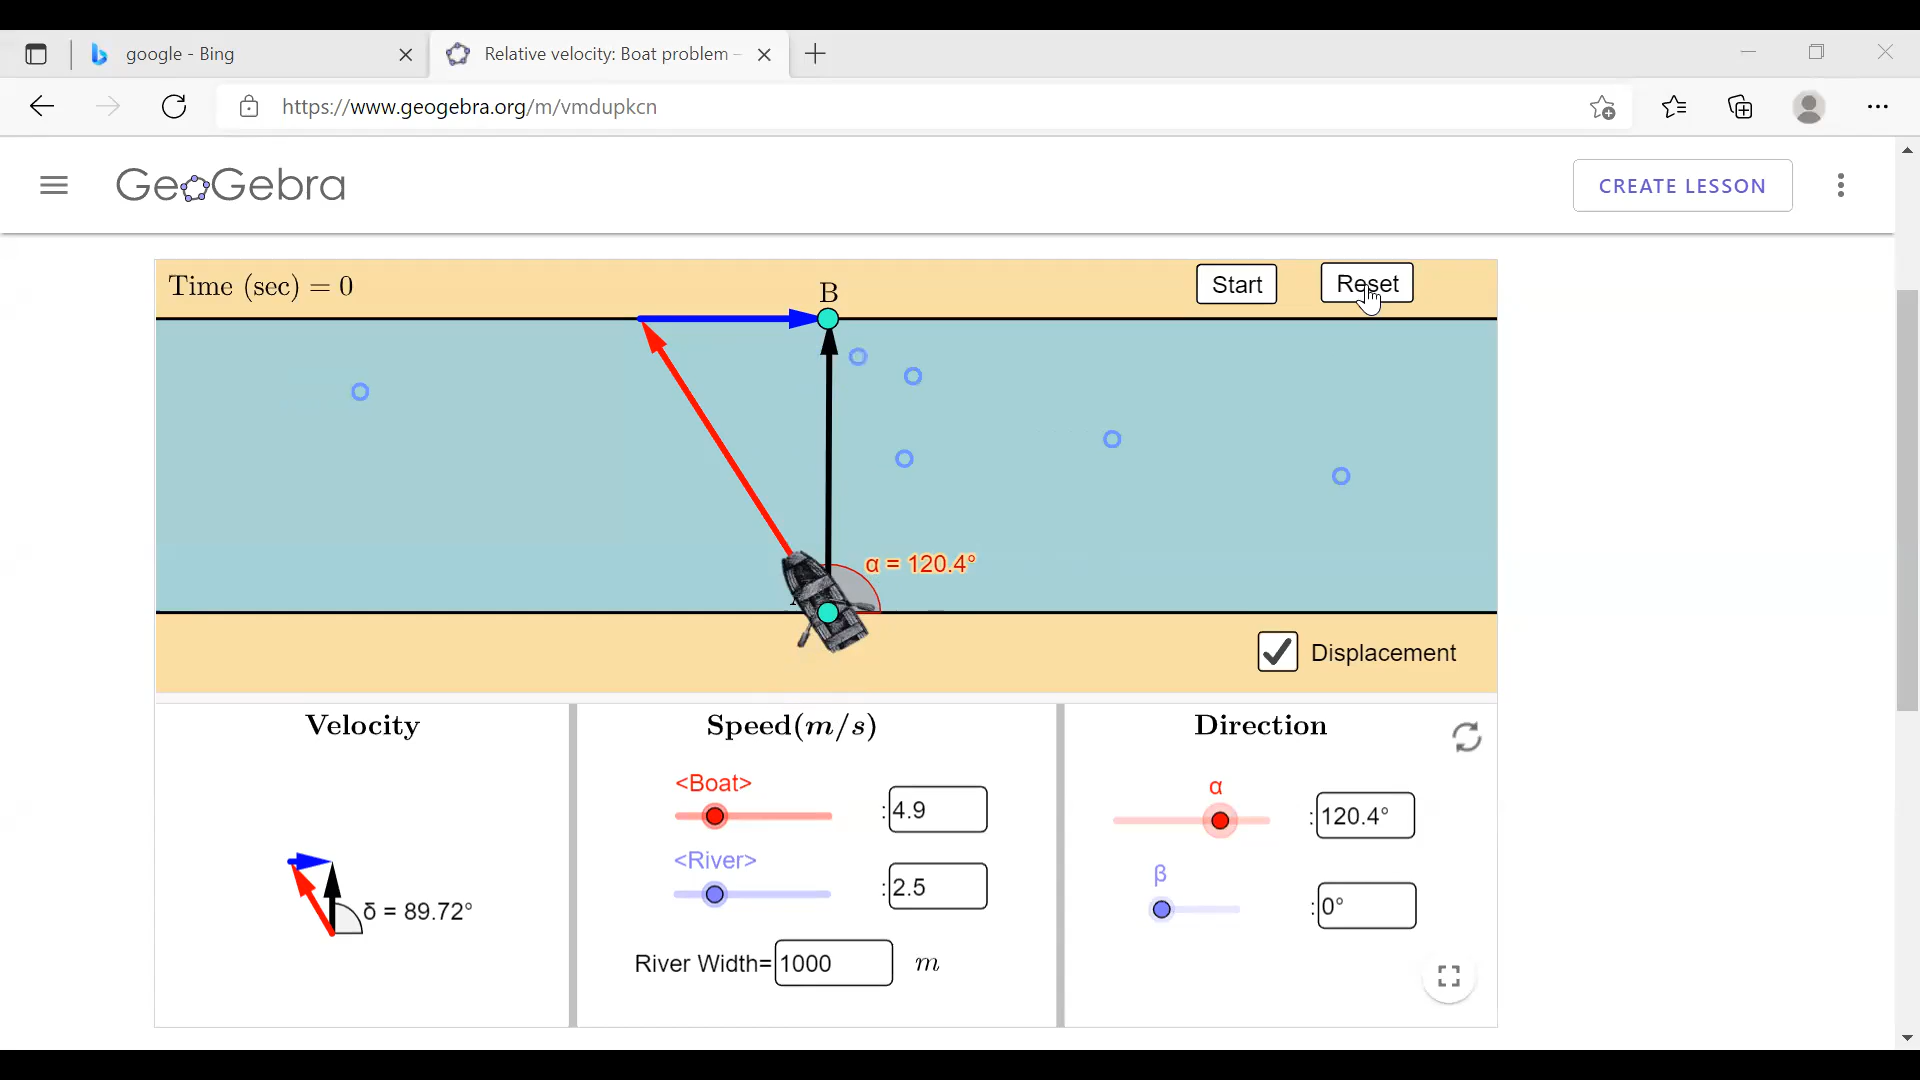 google - Bing
Relative velocity: Boat problem –
https://www.geogebra.org/m/vmdupkcn
GeoGebra
CREATE LESSON
Time (sec) = 0
B
Start
Reset
α = 120.4°
Displacement
Velocity
δ = 89.72°
Speed(m/s)
<Boat>
:4.9
<River>
:2.5
River Width= 1000 m
Direction
α
:120.4°
β
:0°